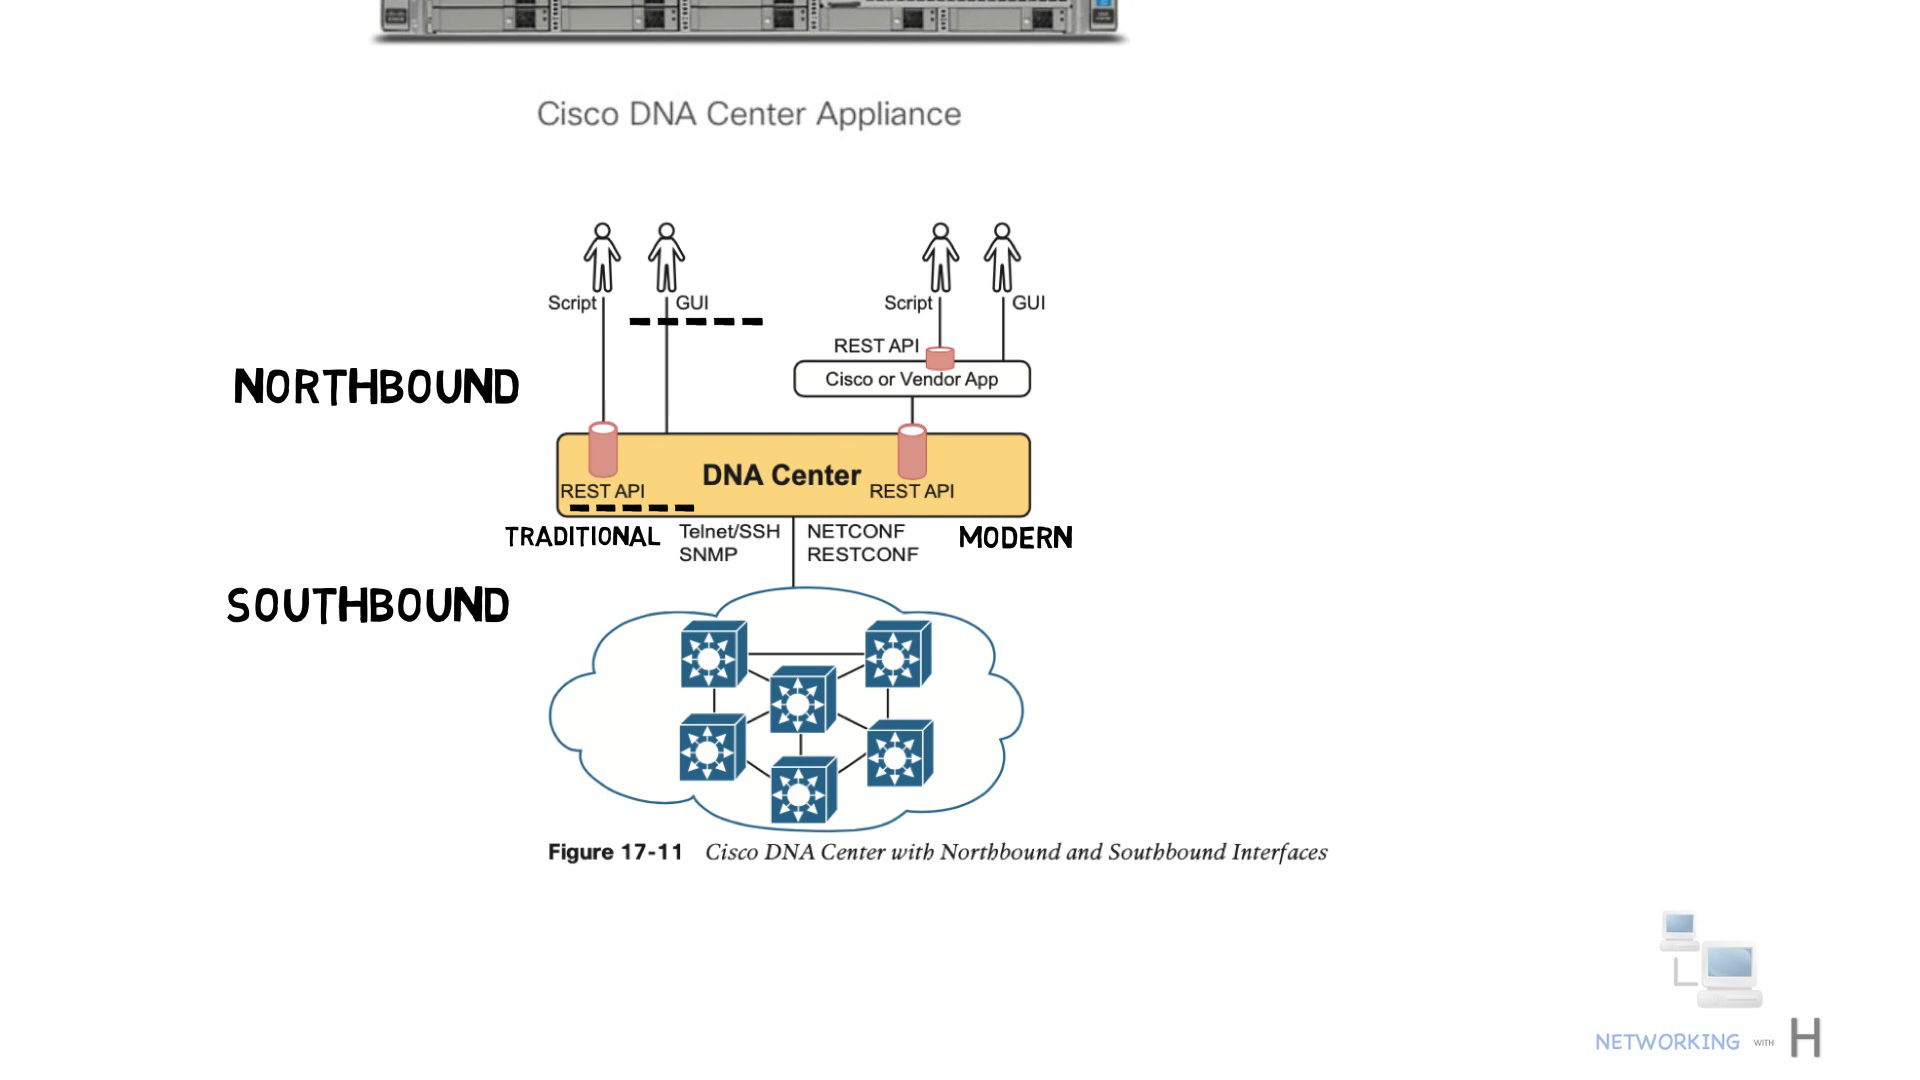 Cisco DNA Center Appliance
Script GUI Script GUI
REST API
NORTHBOUND
Cisco or Vendor App
DNA Center
REST API REST API
TRADITIONAL Telnet/SSH NETCONF MODERN
SNMP RESTCONF
SOUTHBOUND
Figure 17-11 Cisco DNA Center with Northbound and Southbound Interfaces
NETWORKING WITH H